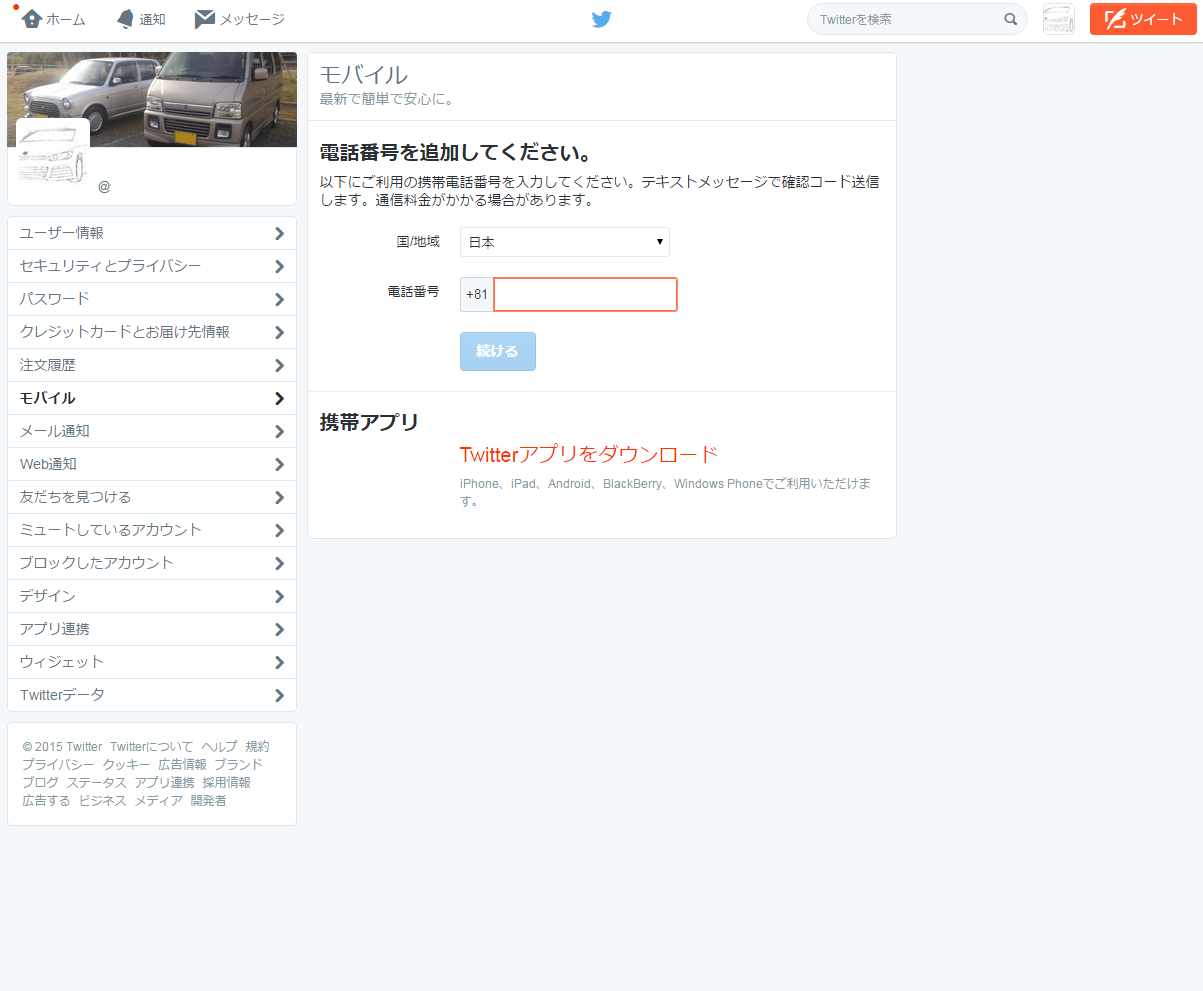 ホーム 通知 メッセージ Twitterを検索 ツイート
@
ユーザー情報
セキュリティとプライバシー
パスワード
クレジットカードとお届け先情報
注文履歴
モバイル
メール通知
Web通知
友だちを見つける
ミュートしているアカウント
ブロックしたアカウント
デザイン
アプリ連携
ウィジェット
Twitterデータ
© 2015 Twitter Twitterについて ヘルプ 規約
プライバシー クッキー 広告情報 ブランド
ブログ ステータス アプリ連携 採用情報
広告する ビジネス メディア 開発者
モバイル
最新で簡単で安心に。
電話番号を追加してください。
以下にご利用の携帯電話番号を入力してください。テキストメッセージで確認コード送信
します。通信料金がかかる場合があります。
国/地域 日本
電話番号 +81
続ける
携帯アプリ
Twitterアプリをダウンロード
iPhone、iPad、Android、BlackBerry、Windows Phoneでご利用いただけま
す。